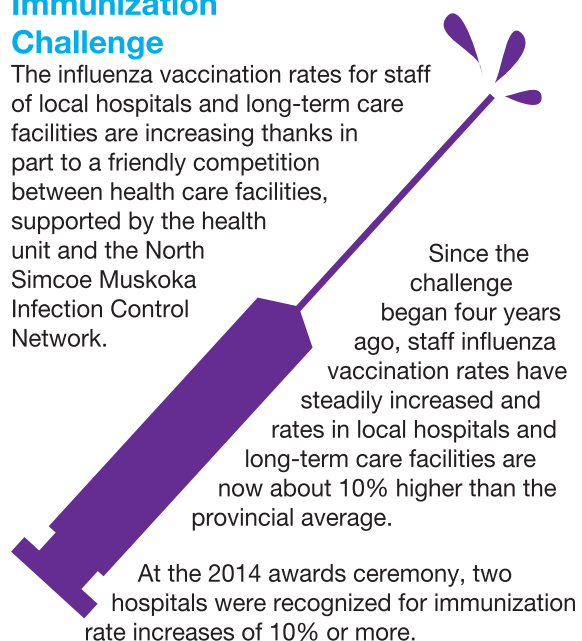 Immunization
Challenge
The influenza vaccination rates for staff
of local hospitals and long-term care
facilities are increasing thanks in
part to a friendly competition
between health care facilities,
supported by the health
unit and the North
Simcoe Muskoka
Infection Control
Network.
Since the
challenge
began four years
ago, staff influenza
vaccination rates have
steadily increased and
rates in local hospitals and
long-term care facilities are
now about 10% higher than the
provincial average.
At the 2014 awards ceremony, two
hospitals were recognized for immunization
rate increases of 10% or more.